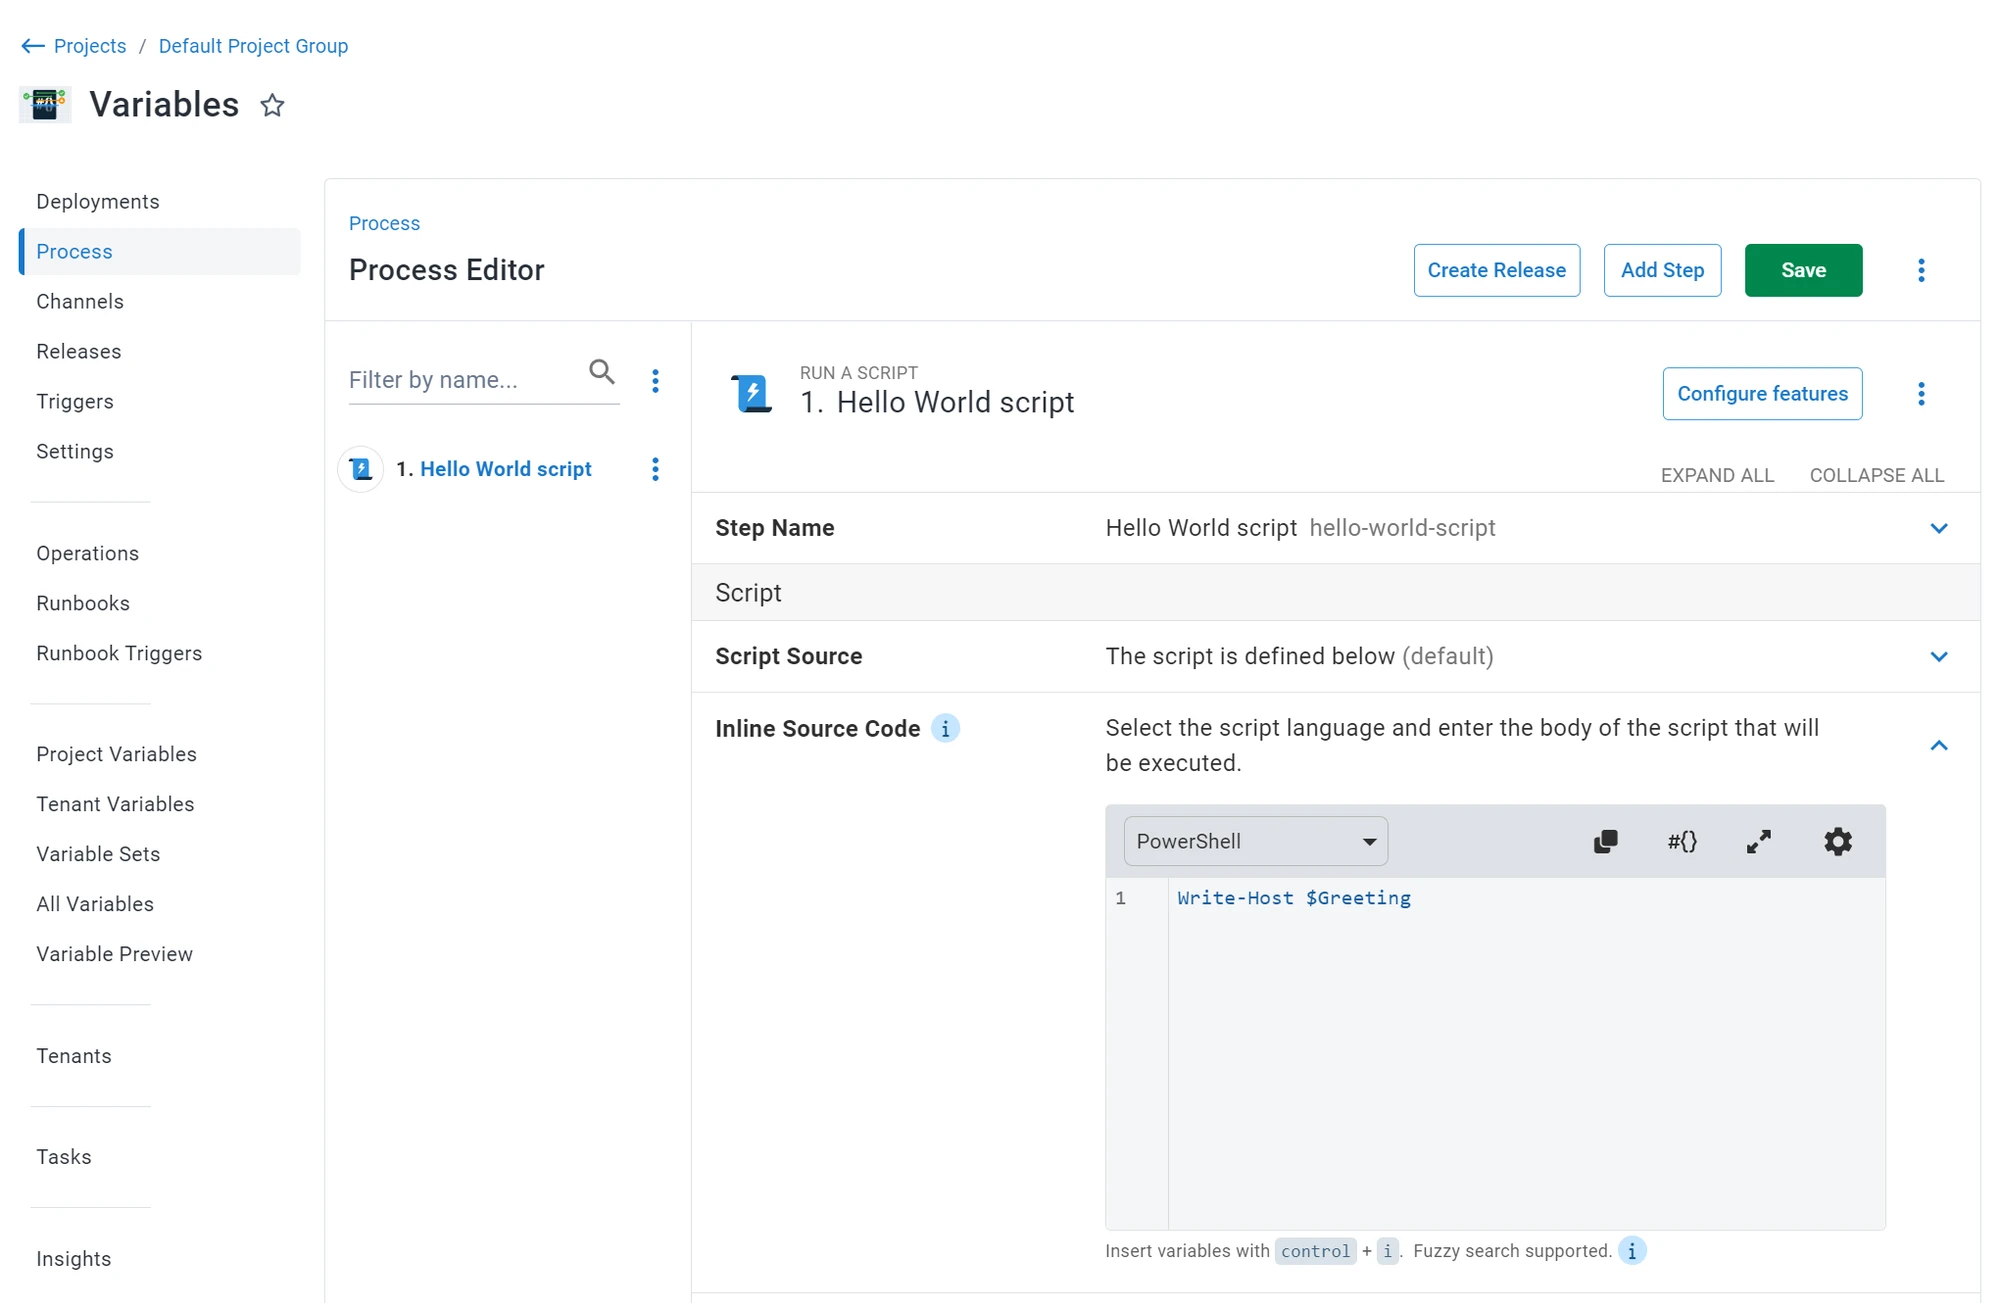 Projects / Default Project Group
Variables
Deployments
Process
Channels
Releases
Triggers
Settings
Operations
Runbooks
Runbook Triggers
Project Variables
Tenant Variables
Variable Sets
All Variables
Variable Preview
Tenants
Tasks
Insights
Process
Process Editor
Create Release
Add Step
Save
Filter by name...
1. Hello World script
RUN A SCRIPT
1. Hello World script
Configure features
EXPAND ALL
COLLAPSE ALL
Step Name
Hello World script hello-world-script
Script
Script Source
The script is defined below (default)
Inline Source Code i
Select the script language and enter the body of the script that will
be executed.
PowerShell
#{}
1 Write-Host $Greeting
Insert variables with control + i. Fuzzy search supported. i